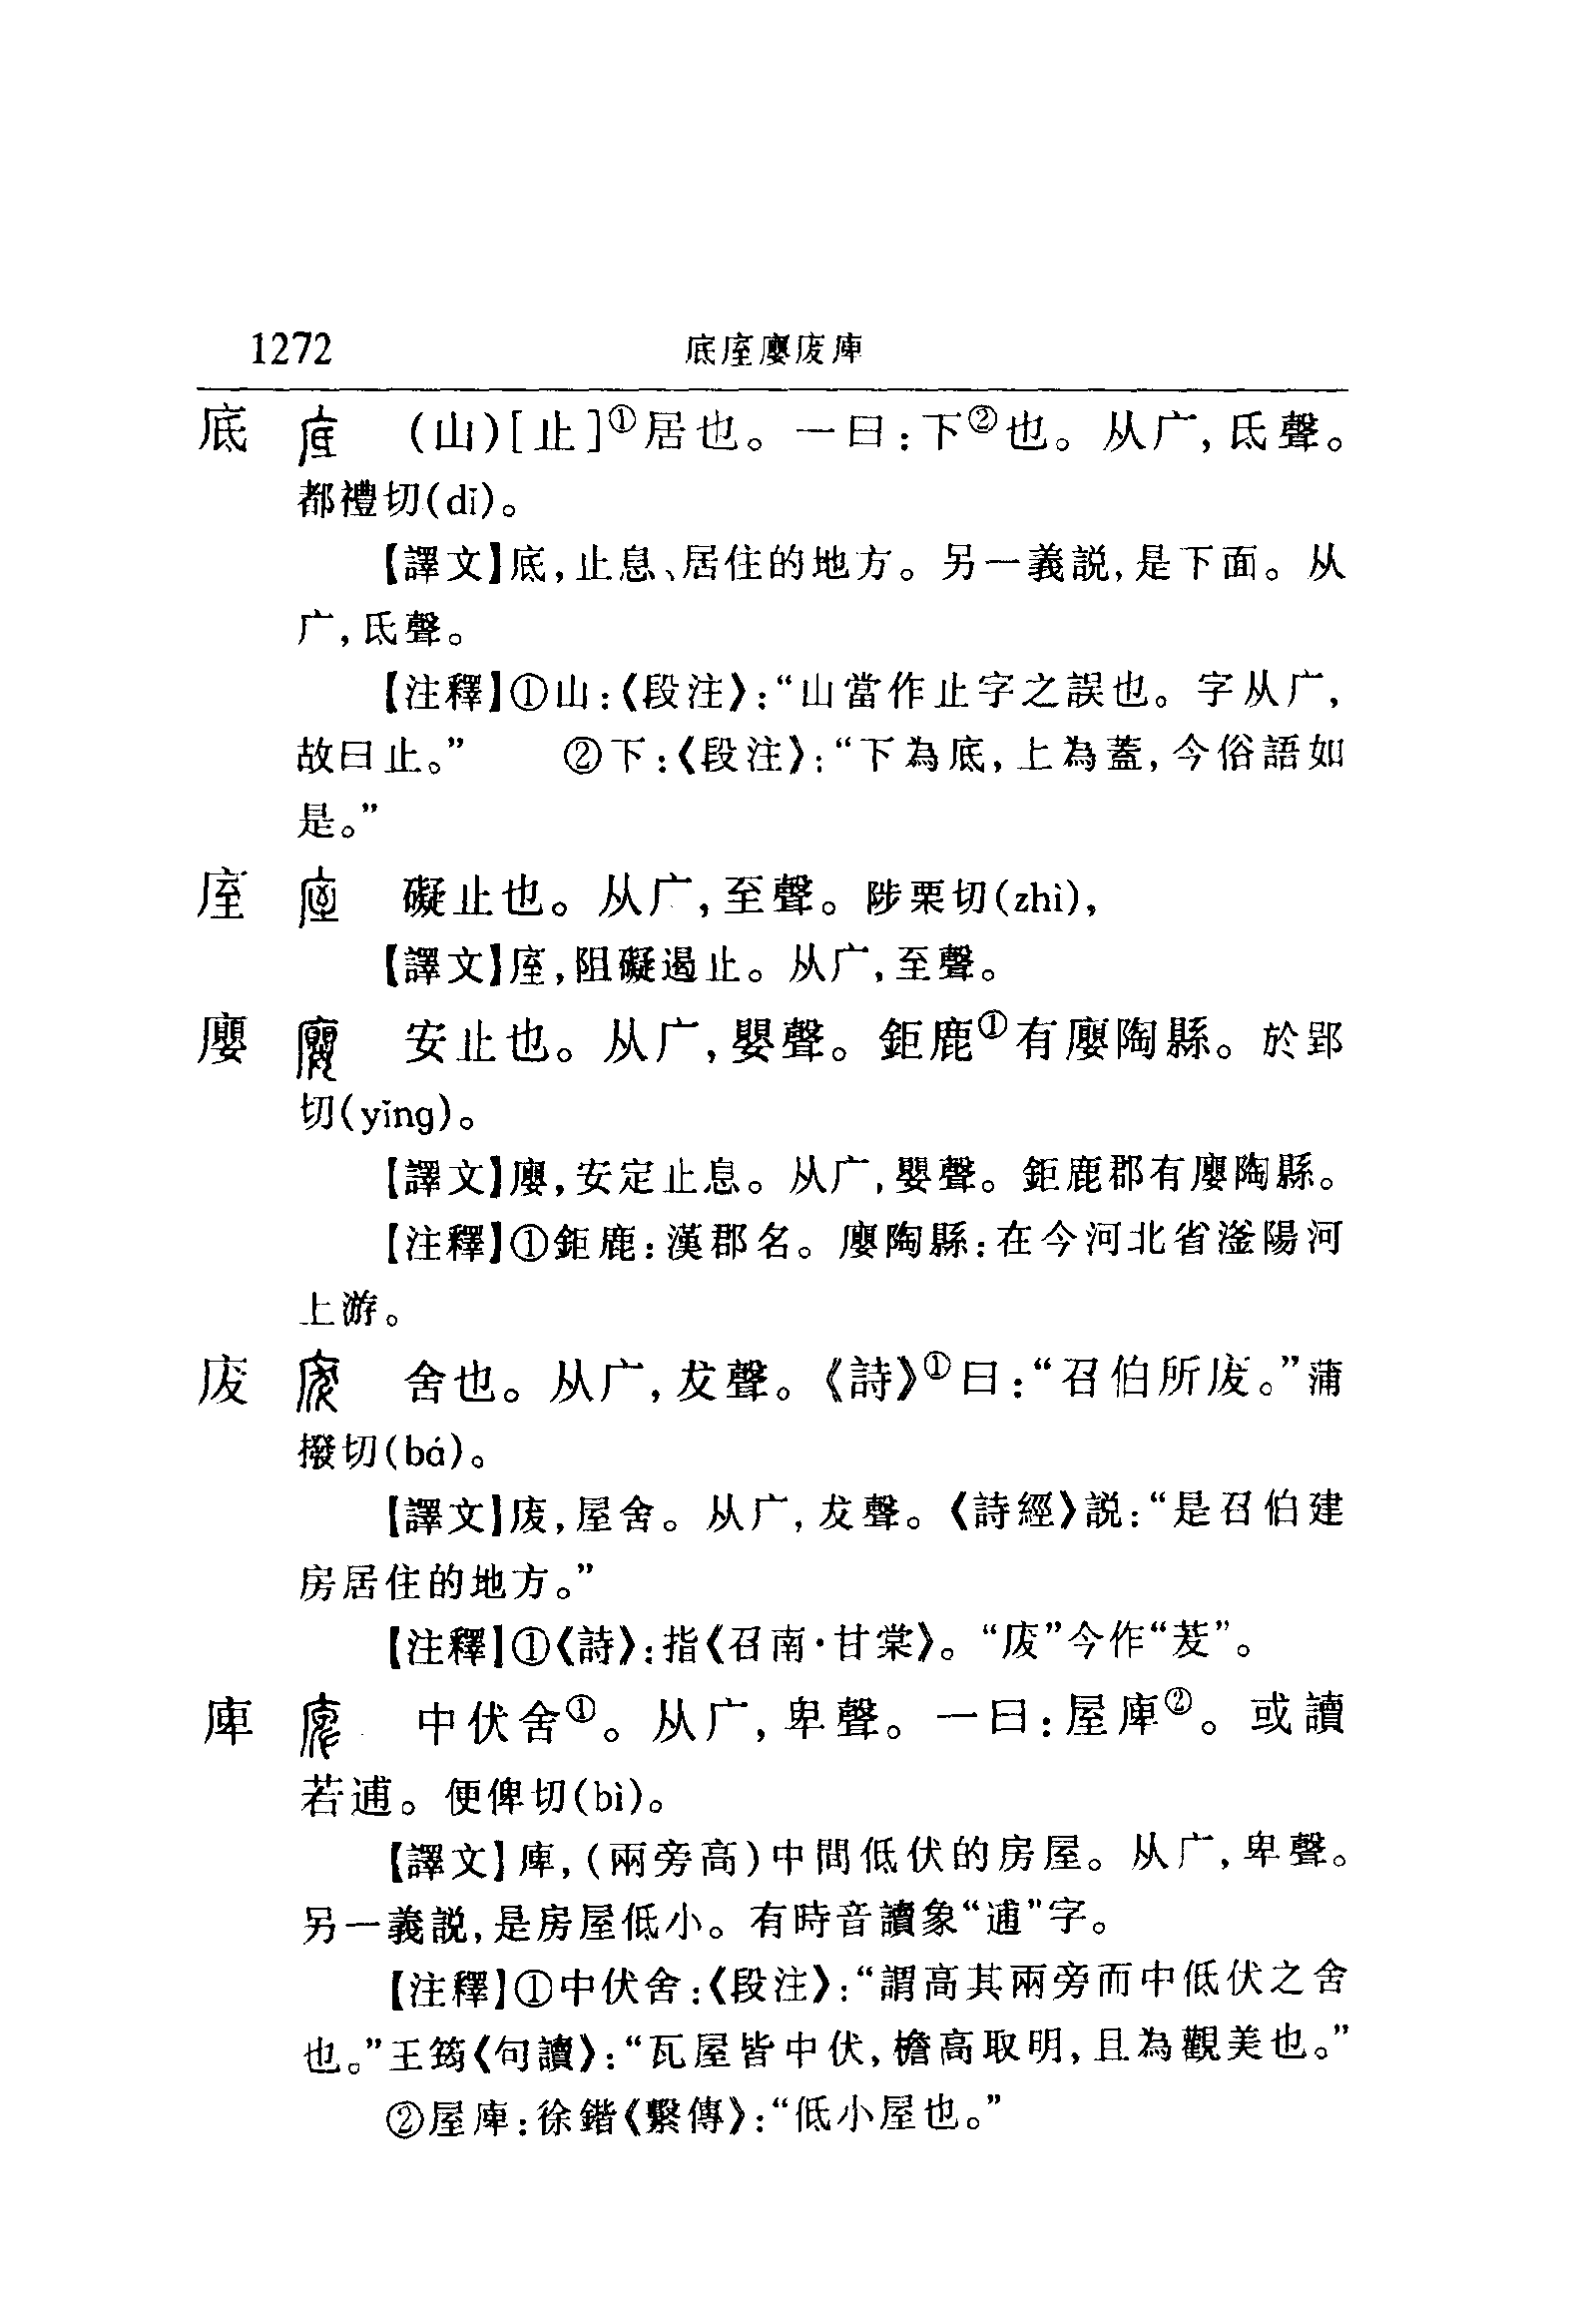 1272 底庢廮废庳
底 (山)[止]①居也。一曰:下②也。从广,氐聲。
都禮切(dǐ)。
【譯文】底,止息、居住的地方。另一義説,是下面。从
广,氐聲。
【注釋】①山:《段注》:“山當作止字之誤也。字从广,
故曰止。” ②下:《段注》:“下為底,上為蓋,今俗語如
是。”
庢 礙止也。从广,至聲。陟栗切(zhì),
【譯文】庢,阻礙遏止。从广,至聲。
廮 安止也。从广,嬰聲。鉅鹿①有廮陶縣。於郢
切(yǐng)。
【譯文】廮,安定止息。从广,嬰聲。鉅鹿郡有廮陶縣。
【注釋】①鉅鹿:漢郡名。廮陶縣:在今河北省滏陽河
上游。
废 舍也。从广,犮聲。《詩》①曰:“召伯所废。”蒲
撥切(bá)。
【譯文】废,屋舍。从广,犮聲。《詩經》説:“是召伯建
房居住的地方。”
【注釋】①《詩》:指《召南·甘棠》。“废”今作“茇”。
庳 中伏舍①。从广,卑聲。一曰:屋庳②。或讀
若逋。便俾切(bì)。
【譯文】庳,(兩旁高)中間低伏的房屋。从广,卑聲。
另一義説,是房屋低小。有時音讀象“逋”字。
【注釋】①中伏舍:《段注》:“謂高其兩旁而中低伏之舍
也。”王筠《句讀》:“瓦屋皆中伏,檐高取明,且為觀美也。”
②屋庳:徐鍇《繫傳》:“低小屋也。”